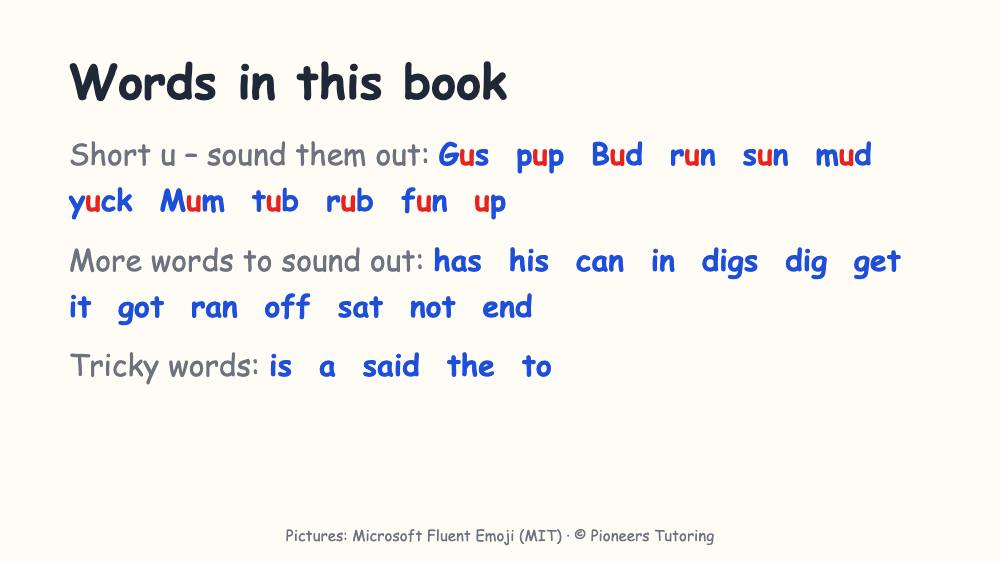 Words in this book
Short u – sound them out: Gus pup Bud run sun mud
yuck Mum tub rub fun up
More words to sound out: has his can in digs dig get
it got ran off sat not end
Tricky words: is a said the to
Pictures: Microsoft Fluent Emoji (MIT) · © Pioneers Tutoring